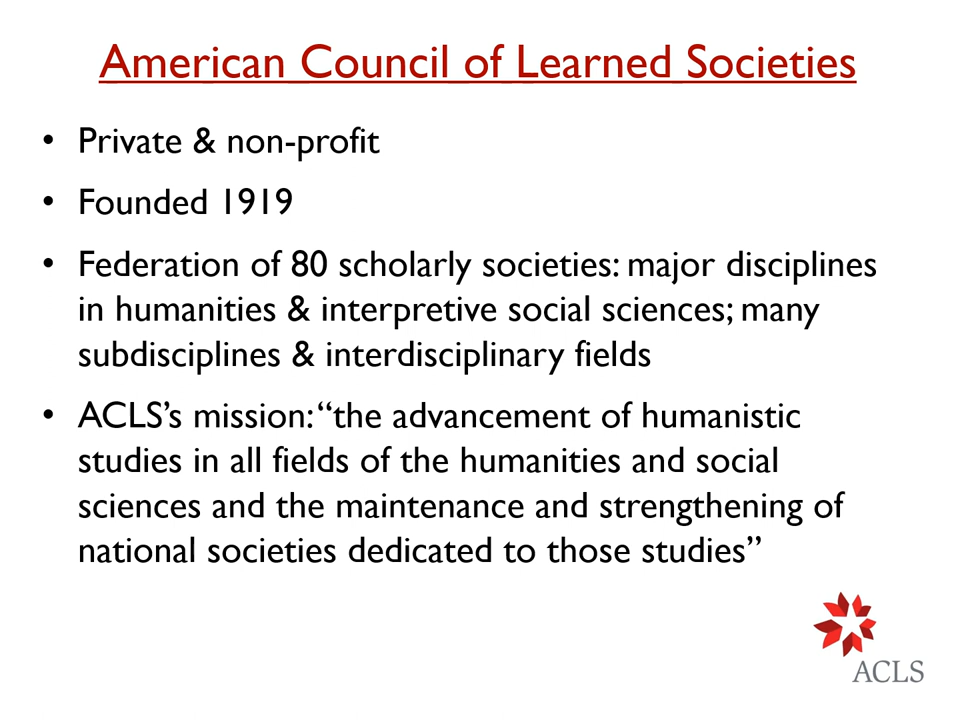 American Council of Learned Societies
• Private & non-profit
• Founded 1919
• Federation of 80 scholarly societies: major disciplines
in humanities & interpretive social sciences; many
subdisciplines & interdisciplinary fields
• ACLS’s mission: “the advancement of humanistic
studies in all fields of the humanities and social
sciences and the maintenance and strengthening of
national societies dedicated to those studies”
ACLS